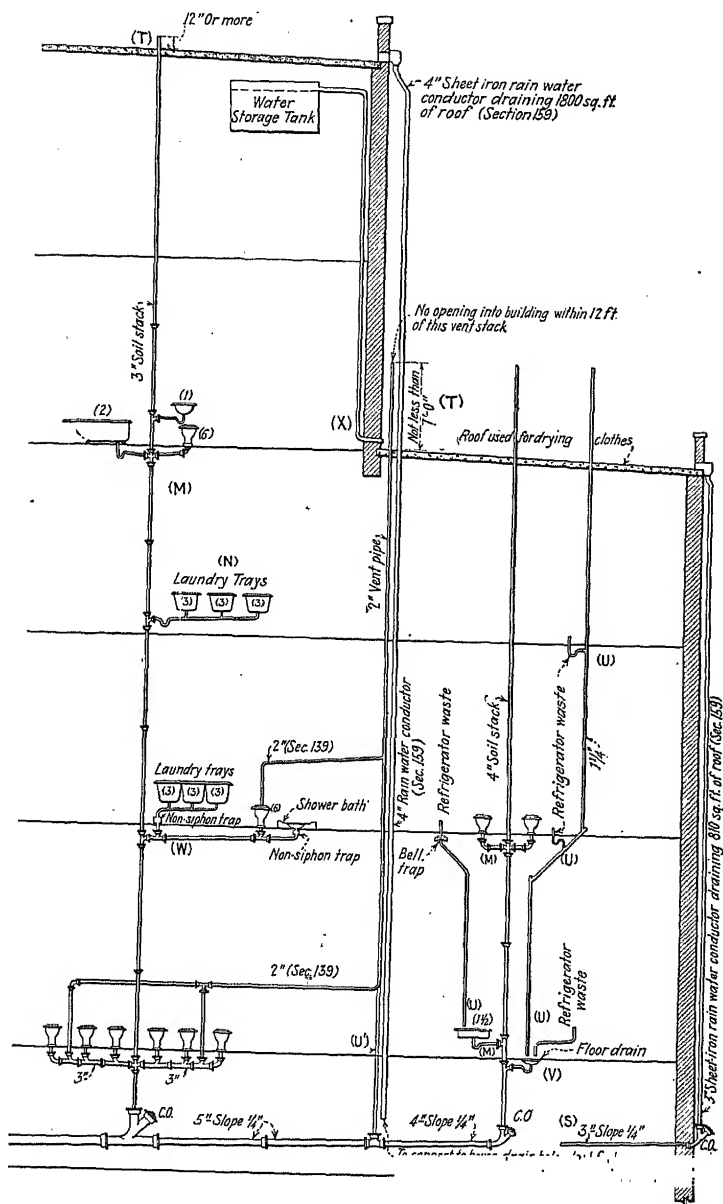 12" Or more
(T)
Water
Storage Tank
4" Sheet iron rain water
conductor draining 1800 sq.ft.
of roof (Section 159)
3" Soil stack
No opening into building within 12 ft.
of this vent stack
Not less than
7'-0"
(T)
(2)
(1)
(6)
(X)
Roof used for drying clothes
(M)
2" Vent pipe
(N)
Laundry Trays
(3) (3) (3)
(U)
2" (Sec. 139)
4" Rain water conductor
(Sec. 159)
Refrigerator waste
4" Soil stack
Refrigerator waste
Laundry trays
(3) (3) (3)
Non-siphon trap
(6)
Shower bath
(W)
Non-siphon trap
Bell
trap
(M)
(U)
3" Sheet iron rain water conductor draining 810 sq. ft. of roof (Sec. 159)
2" (Sec. 139)
(U)
(1½)
(M)
(U)
Refrigerator
waste
(U')
Floor drain
(V)
3" 3"
C.O.
5" Slope ¼"
4" Slope ¼"
C.O.
(S)
Slope ¼"
C.O.
To connect to house drain